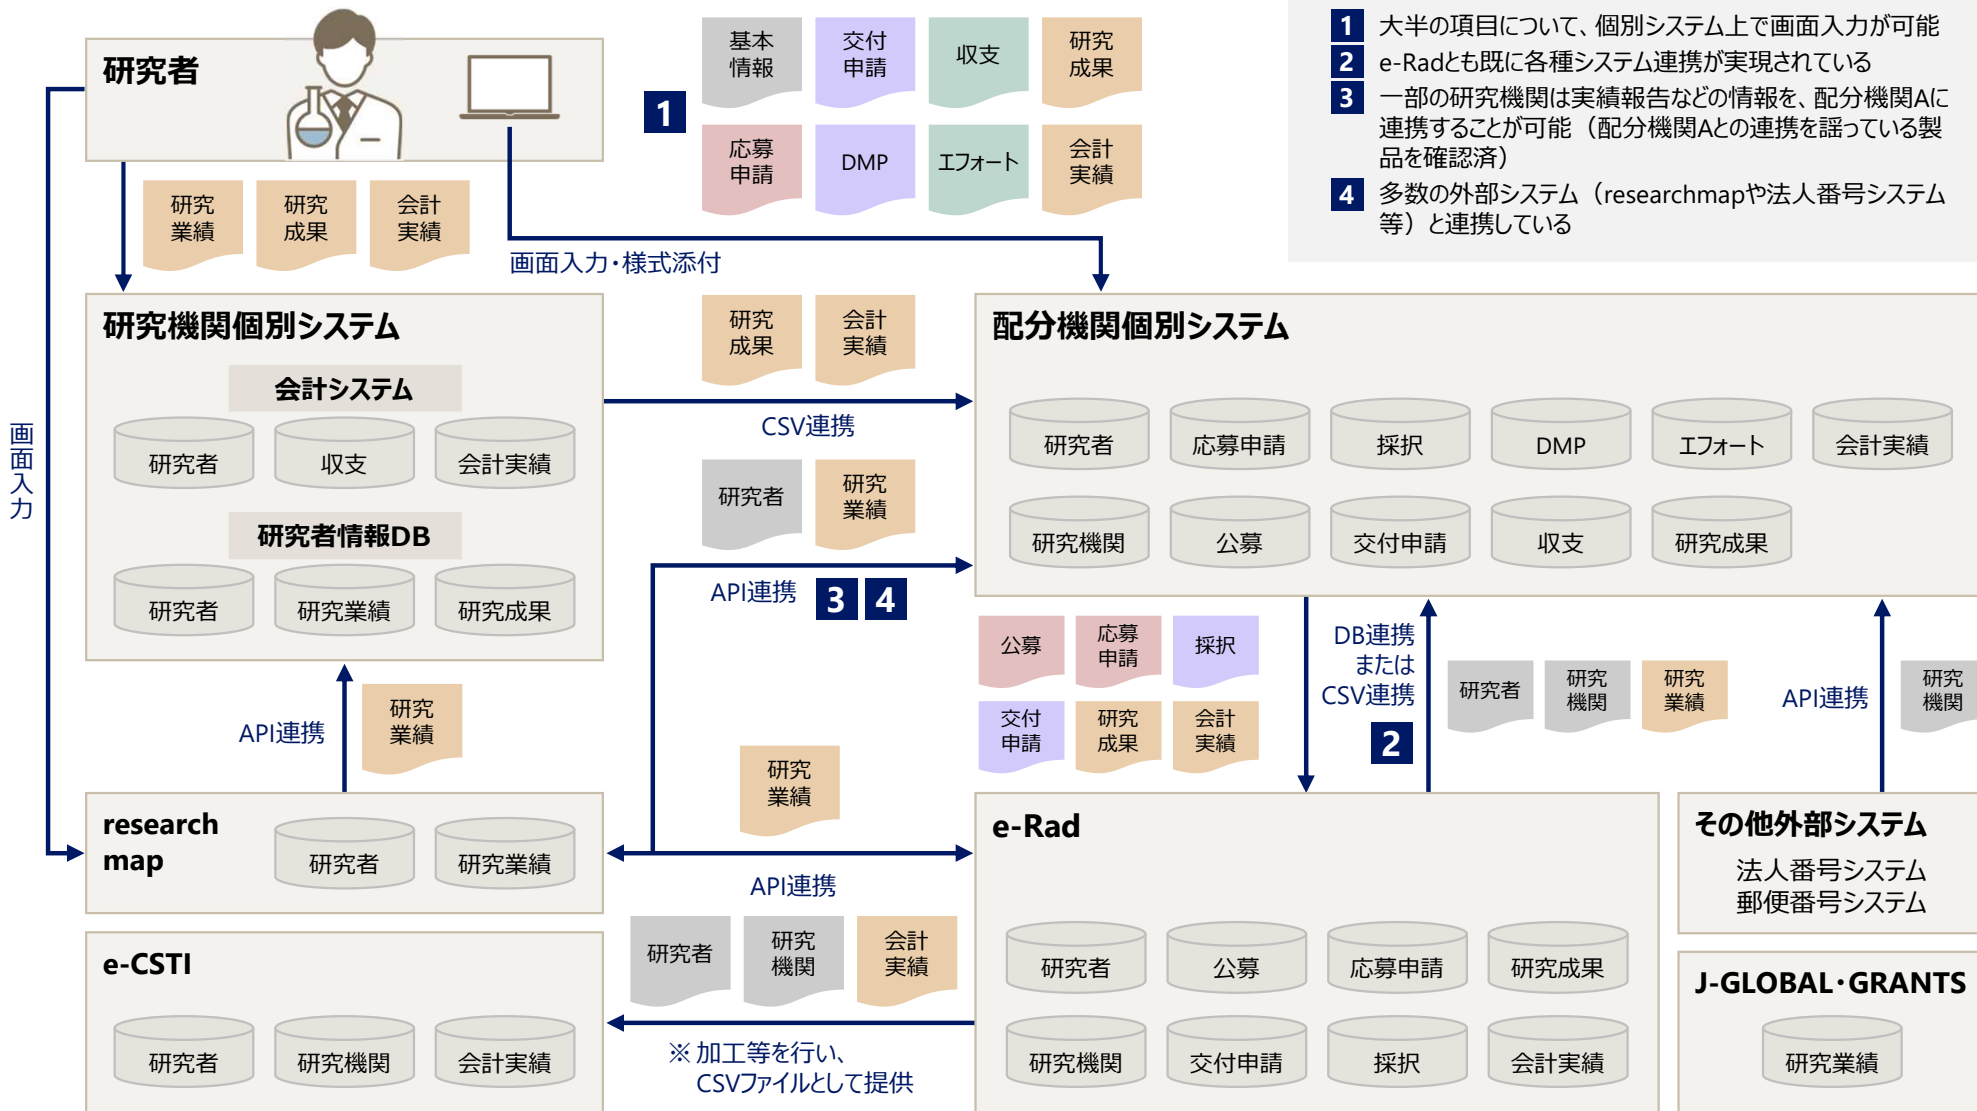 研究者
基本
情報
交付
申請
収支
研究
成果
1
応募
申請
DMP
エフォート
会計
実績
1 大半の項目について、個別システム上で画面入力が可能
2 e-Radとも既に各種システム連携が実現されている
3 一部の研究機関は実績報告などの情報を、配分機関Aに
連携することが可能（配分機関Aとの連携を謡っている製
品を確認済）
4 多数の外部システム（researchmapや法人番号システム
等）と連携している
研究
業績
研究
成果
会計
実績
画面入力・様式添付
画面入力
研究機関個別システム
会計システム
研究者
収支
会計実績
研究者情報DB
研究者
研究業績
研究成果
研究
成果
会計
実績
CSV連携
研究者
研究
業績
API連携
3 4
配分機関個別システム
研究者
応募申請
採択
DMP
エフォート
会計実績
研究機関
公募
交付申請
収支
研究成果
API連携
研究
業績
公募
応募
申請
採択
交付
申請
研究
成果
会計
実績
DB連携
または
CSV連携
2
研究者
研究
機関
研究
業績
API連携
研究
機関
research
map
研究者
研究業績
研究
業績
API連携
e-Rad
研究者
公募
応募申請
研究成果
研究機関
交付申請
採択
会計実績
その他外部システム
法人番号システム
郵便番号システム
e-CSTI
研究者
研究機関
会計実績
研究者
研究
機関
会計
実績
※ 加工等を行い、
CSVファイルとして提供
J-GLOBAL・GRANTS
研究業績